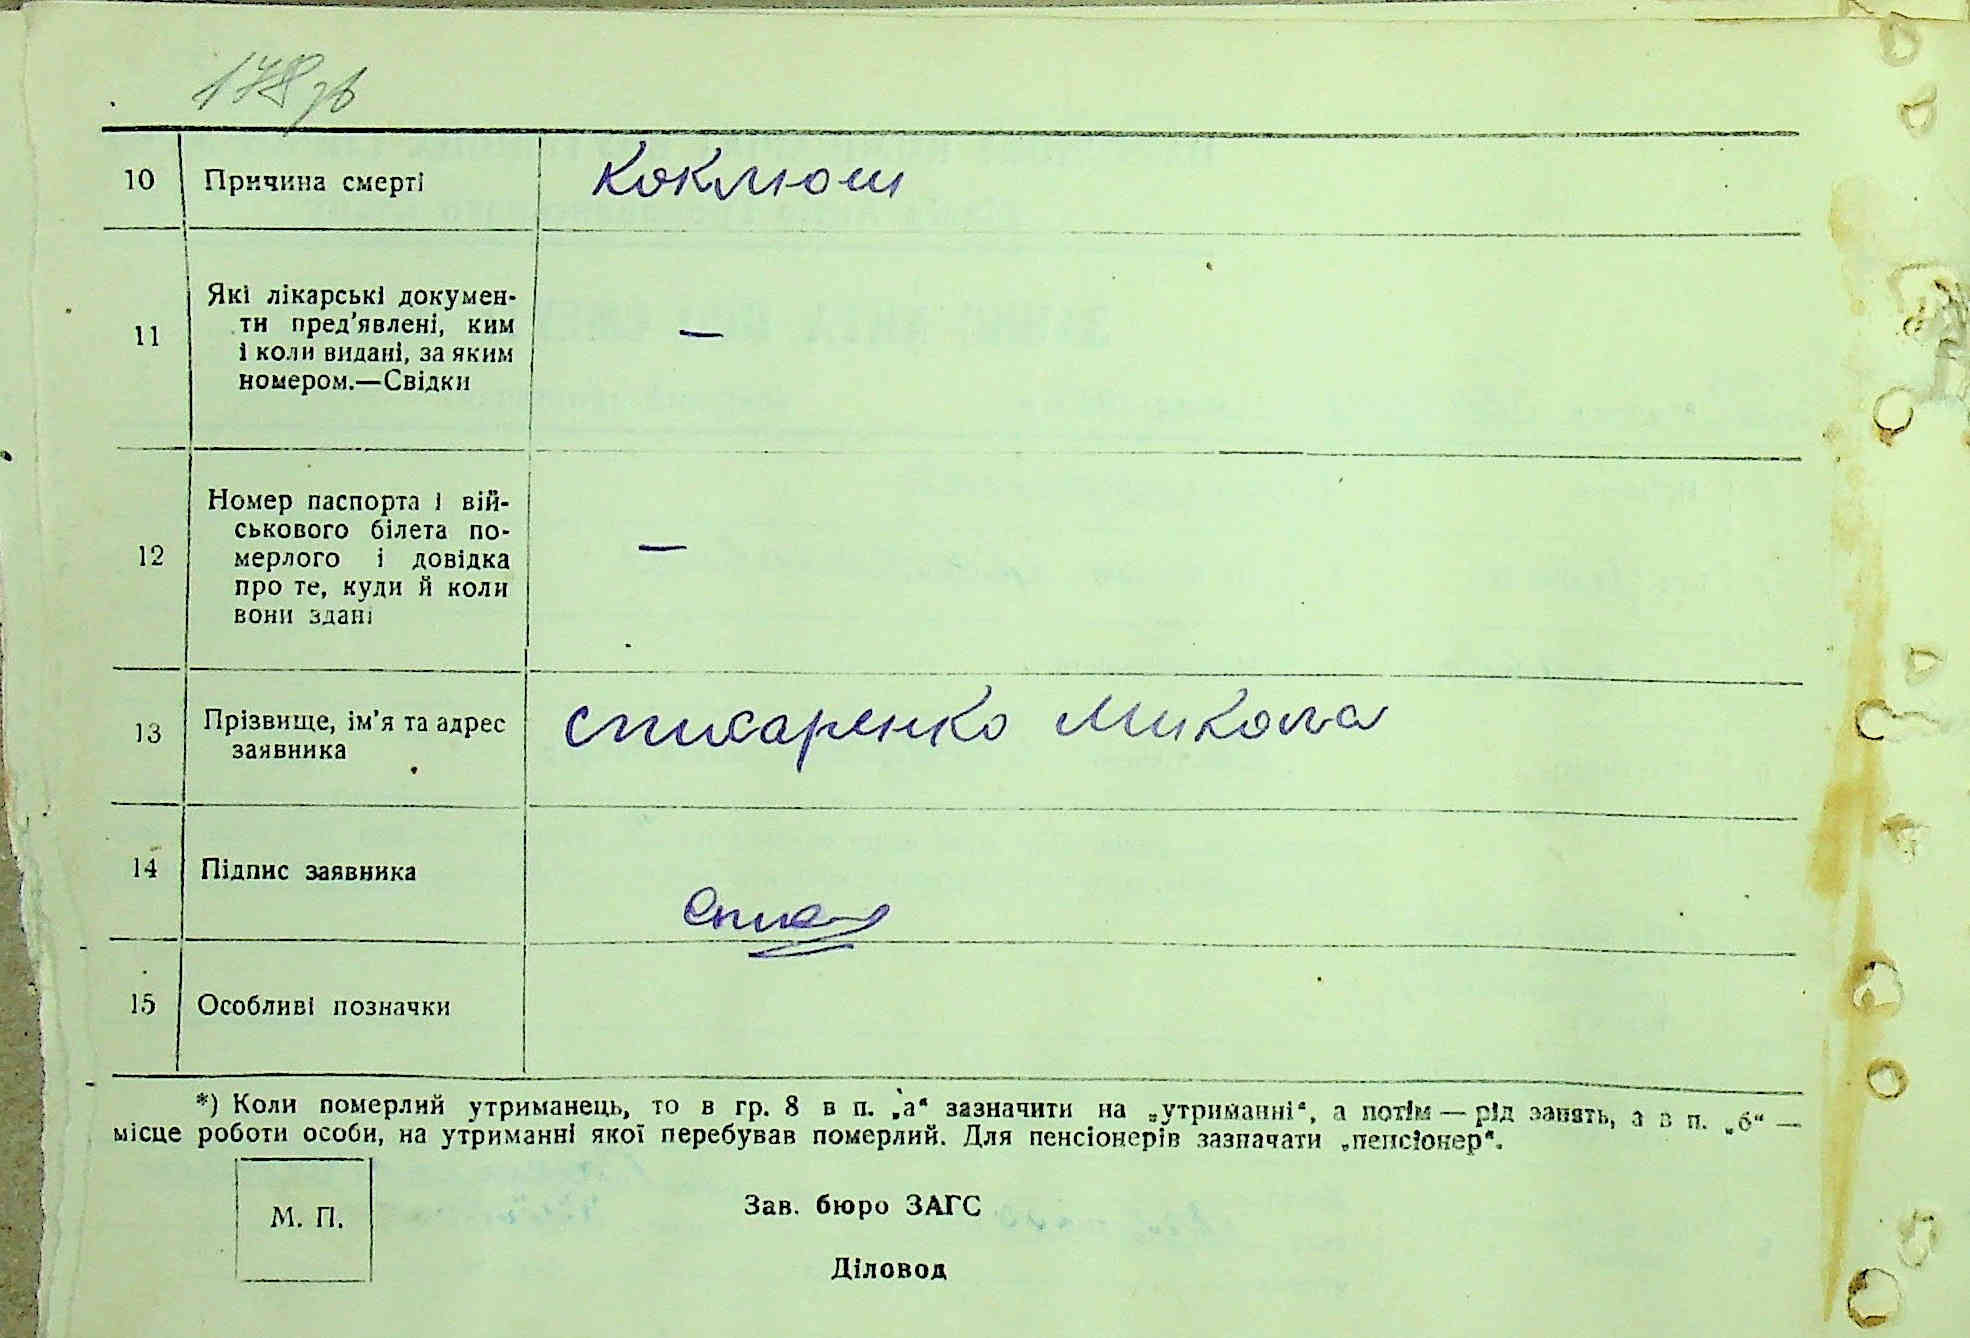 178 зв
10 Причина смерті Коклюш
11 Які лікарські докумен-
ти пред'явлені, ким
і коли видані, за яким
номером.—Свідки —
12 Номер паспорта і вій-
ськового білета по-
мерлого і довідка
про те, куди й коли
вони здані —
13 Прізвище, ім'я та адрес
заявника Слюсаренко Микола
14 Підпис заявника
15 Особливі позначки
*) Коли померлий утриманець, то в гр. 8 в п. „а“ зазначити на „утриманні“, а потім — рід занять, а в п. „б“ —
місце роботи особи, на утриманні якої перебував померлий. Для пенсіонерів зазначати „пенсіонер“.
М. П.
Зав. бюро ЗАГС
Діловод